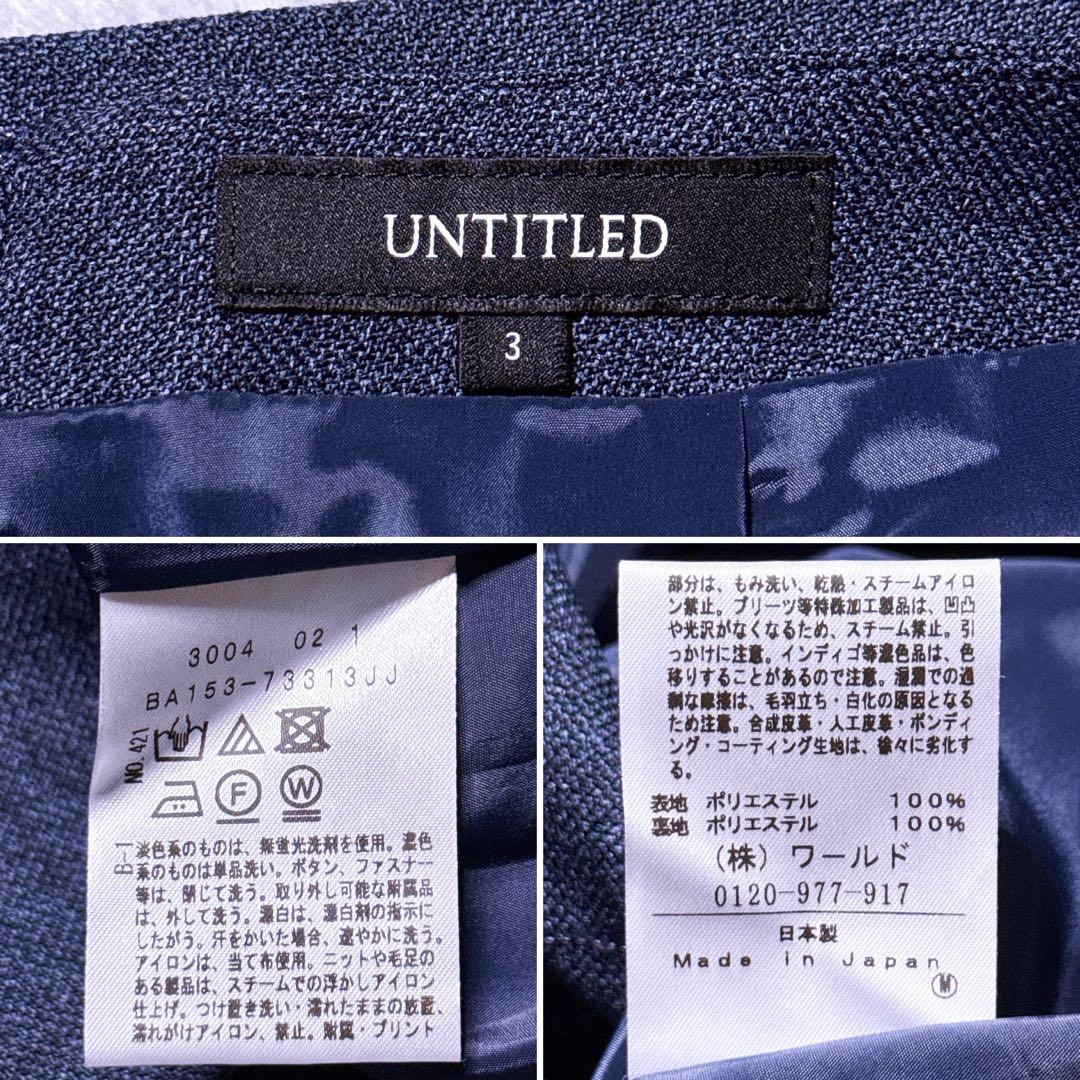 UNTITLED
3
3004 02 1
BA153-73313JJ
NO.421
F
W
B-1
淡色系のものは、無蛍光洗剤を使用。濃色
系のものは単品洗い。ボタン、ファスナー
等は、閉じて洗う。取り外し可能な附属品
は、外して洗う。漂白は、漂白剤の指示に
したがう。汗をかいた場合、速やかに洗う。
アイロンは、当て布使用。ニットや毛足の
ある製品は、スチームでの浮かしアイロン
仕上げ。つけ置き洗い・濡れたままの放置、
濡れがけアイロン、禁止。附属・プリント
部分は、もみ洗い、乾熱・スチームアイロ
ン禁止。プリーツ等特殊加工製品は、凹凸
や光沢がなくなるため、スチーム禁止。引
っかけに注意。インディゴ等濃色品は、色
移りすることがあるので注意。湿潤での過
剰な摩擦は、毛羽立ち・白化の原因となる
ため注意。合成皮革・人工皮革・ボンディ
ング・コーティング生地は、徐々に劣化す
る。
表地 ポリエステル 100%
裏地 ポリエステル 100%
(株) ワールド
0120-977-917
日本製
Made in Japan
M